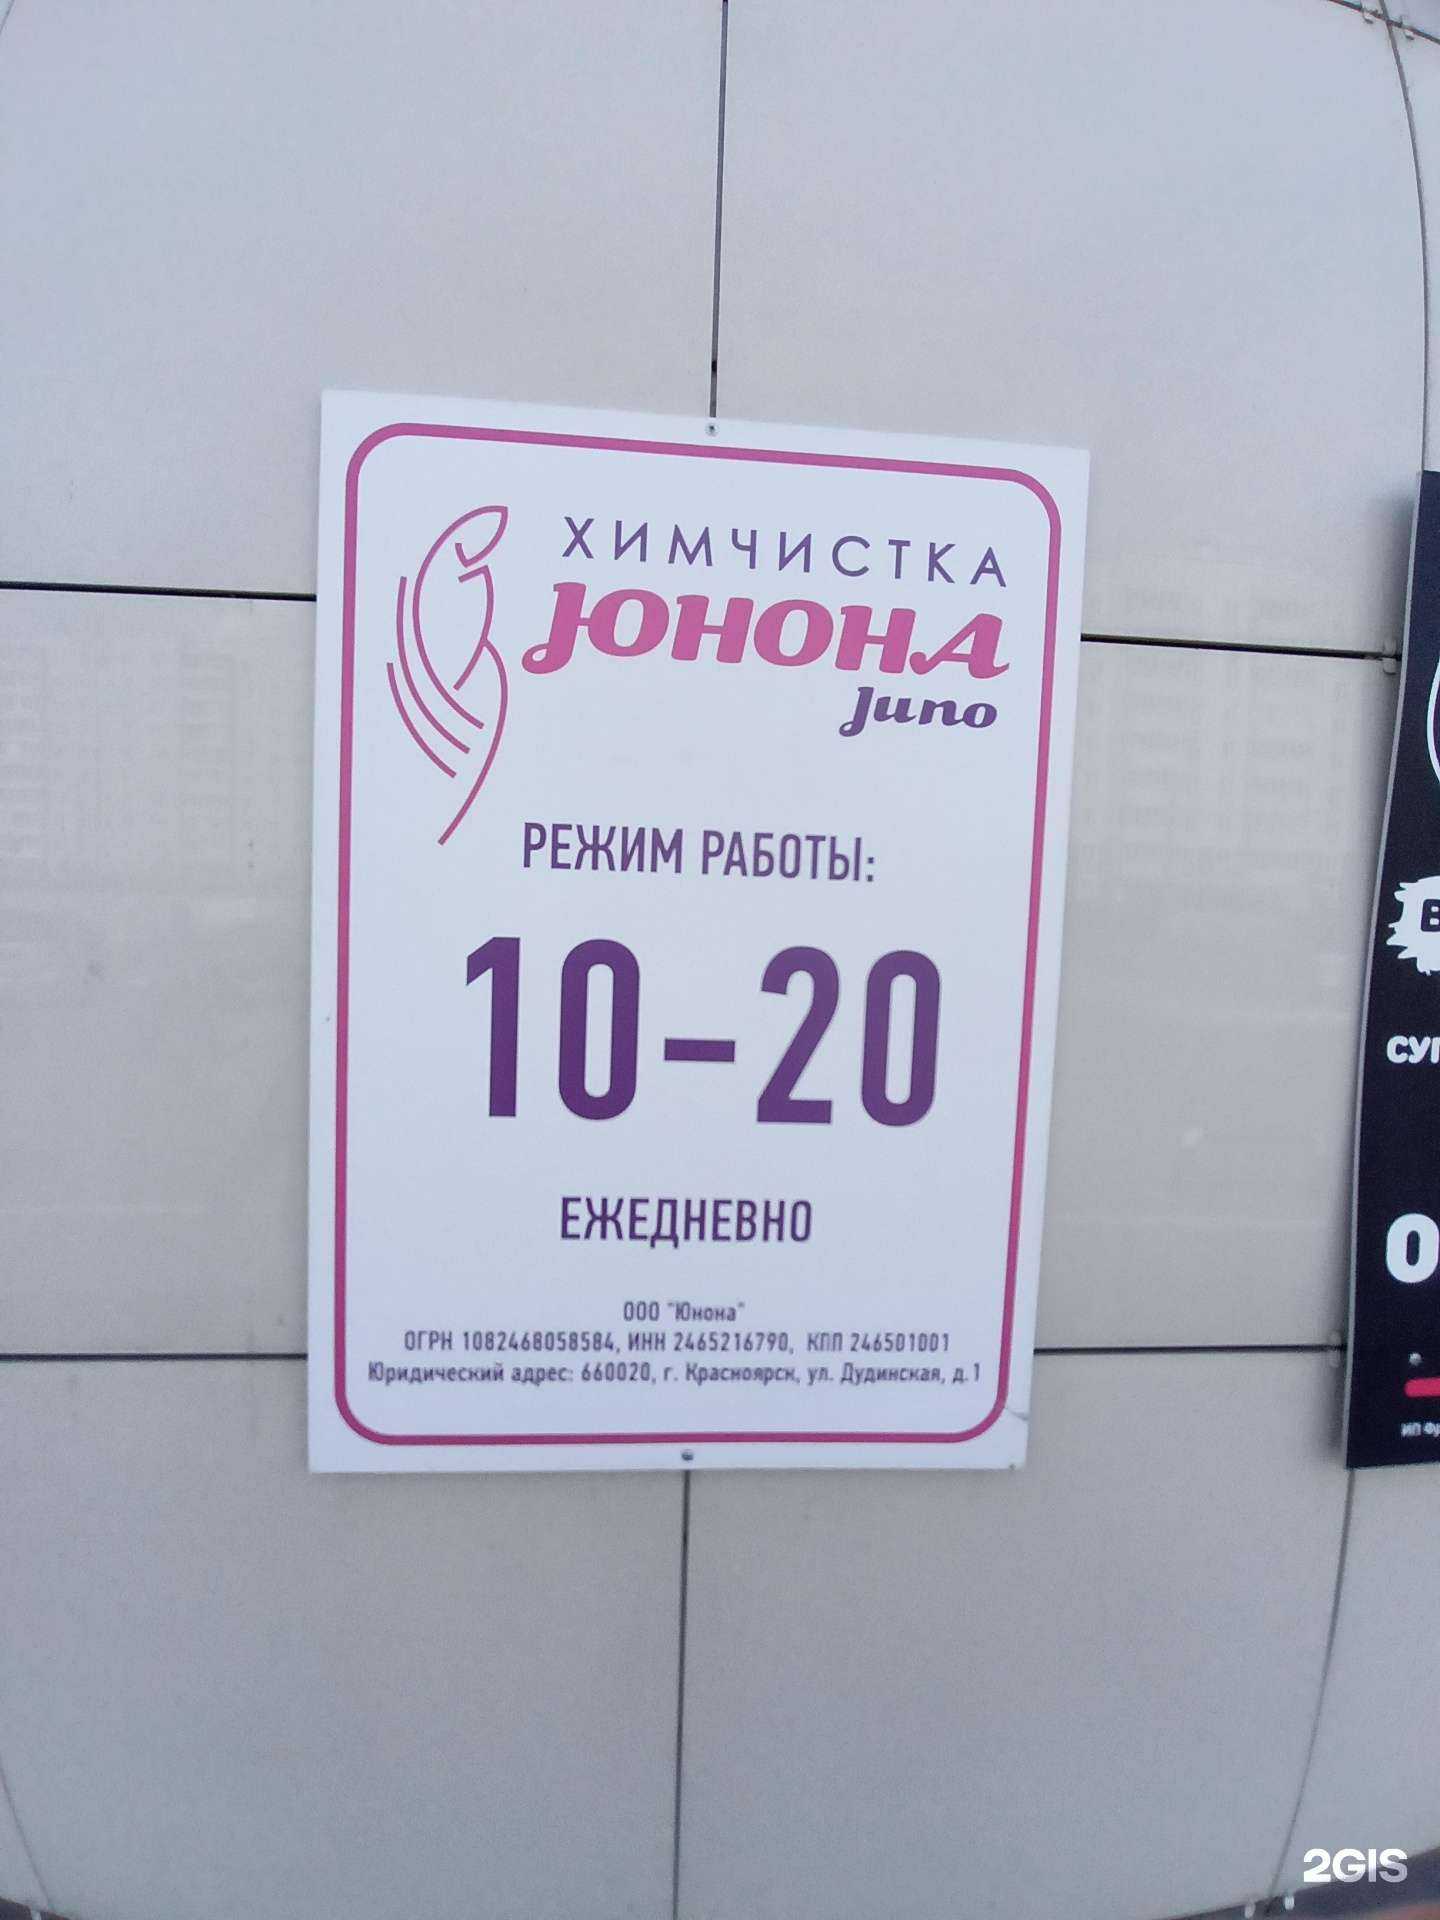 ХИМЧИСТКА
ЮНОНА
Juno
РЕЖИМ РАБОТЫ:
10-20
ЕЖЕДНЕВНО
ООО "Юнона"
ОГРН 1082468058584, ИНН 2465216790, КПП 246501001
Юридический адрес: 660020, г. Красноярск, ул. Дудинская, д.1
2GIS